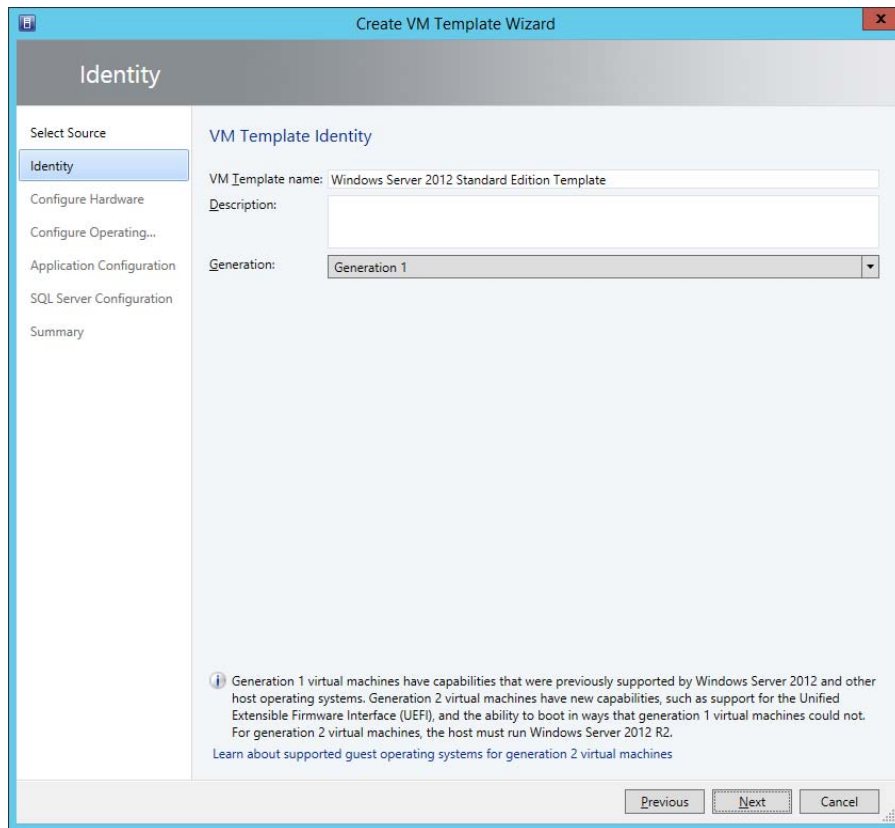 Create VM Template Wizard
x
Identity
Select Source
Identity
Configure Hardware
Configure Operating...
Application Configuration
SQL Server Configuration
Summary
VM Template Identity
VM Template name: Windows Server 2012 Standard Edition Template
Description:
Generation: Generation 1
Generation 1 virtual machines have capabilities that were previously supported by Windows Server 2012 and other
host operating systems. Generation 2 virtual machines have new capabilities, such as support for the Unified
Extensible Firmware Interface (UEFI), and the ability to boot in ways that generation 1 virtual machines could not.
For generation 2 virtual machines, the host must run Windows Server 2012 R2.
Learn about supported guest operating systems for generation 2 virtual machines
Previous Next Cancel